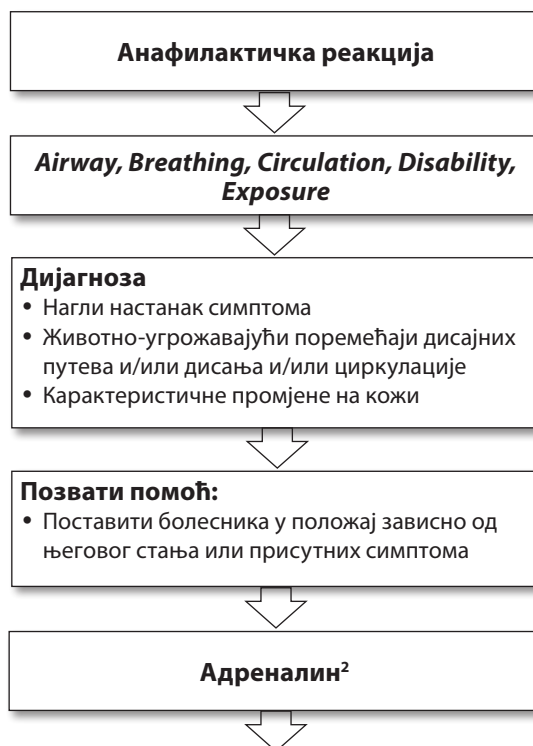 Анафилактичка реакција
Airway, Breathing, Circulation, Disability,
Exposure
Дијагноза
• Нагли настанак симптома
• Животно-угрожавајући поремећаји дисајних
путева и/или дисања и/или циркулације
• Карактеристичне промјене на кожи
Позвати помоћ:
• Поставити болесника у положај зависно од
његовог стања или присутних симптома
Адреналин²